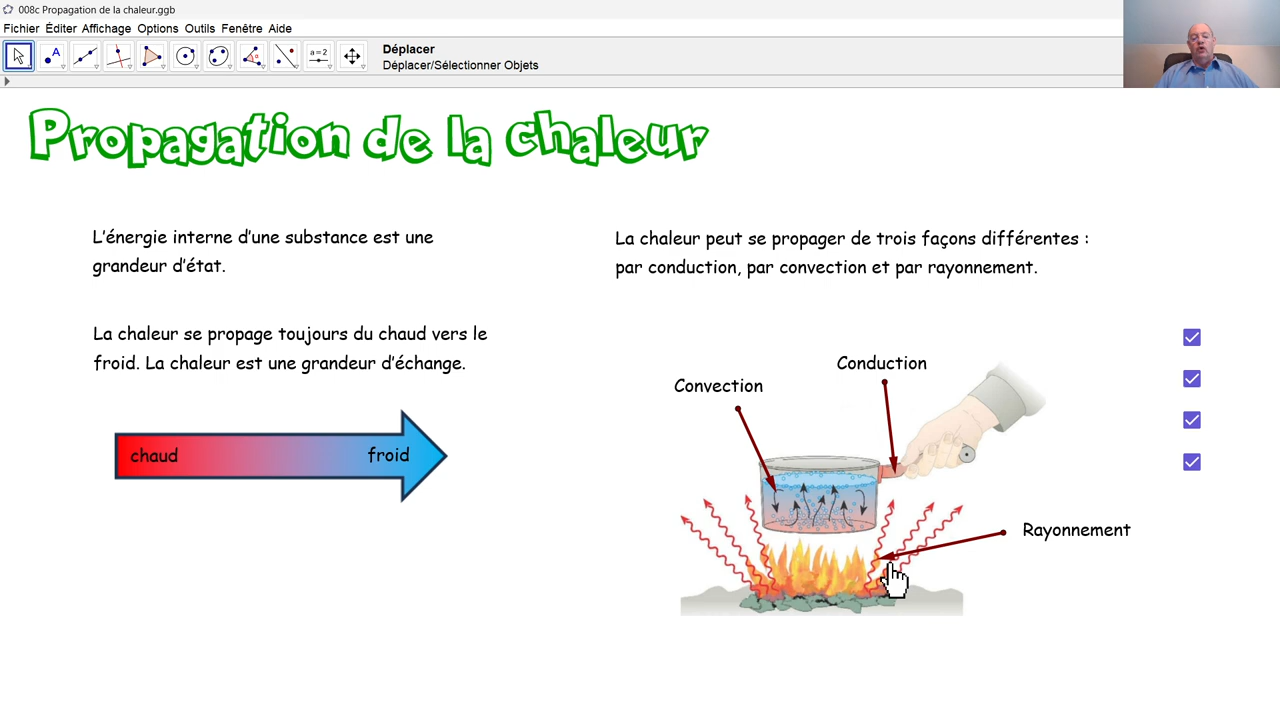 008c Propagation de la chaleur.ggb
Fichier Éditer Affichage Options Outils Fenêtre Aide
A
a=2
Déplacer
Déplacer/Sélectionner Objets
Propagation de la chaleur
L'énergie interne d'une substance est une
grandeur d'état.
La chaleur se propage toujours du chaud vers le
froid. La chaleur est une grandeur d'échange.
chaud
froid
La chaleur peut se propager de trois façons différentes :
par conduction, par convection et par rayonnement.
Conduction
Convection
Rayonnement